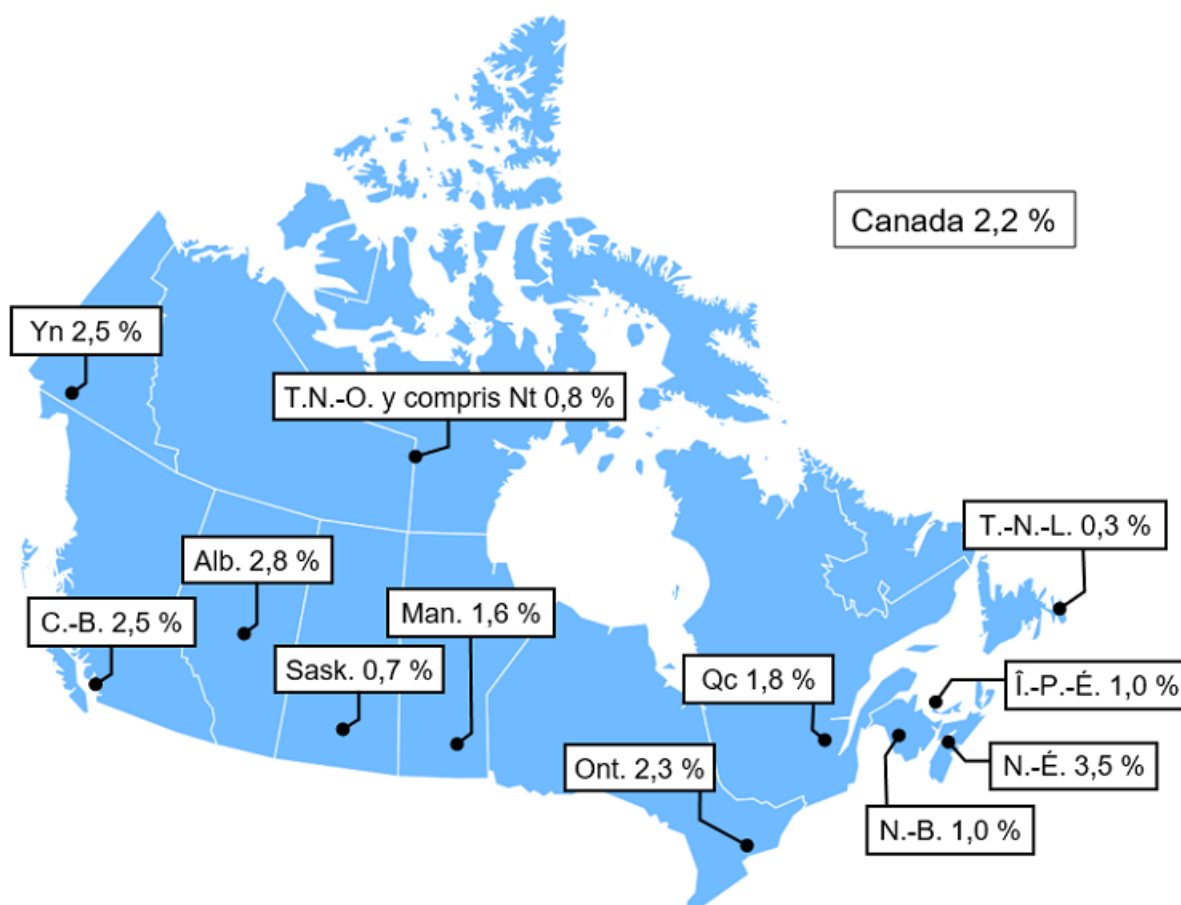 Canada 2,2 %
Yn 2,5 %
T.N.-O. y compris Nt 0,8 %
T.-N.-L. 0,3 %
Alb. 2,8 %
C.-B. 2,5 %
Man. 1,6 %
Sask. 0,7 %
Qc 1,8 %
Î.-P.-É. 1,0 %
Ont. 2,3 %
N.-É. 3,5 %
N.-B. 1,0 %